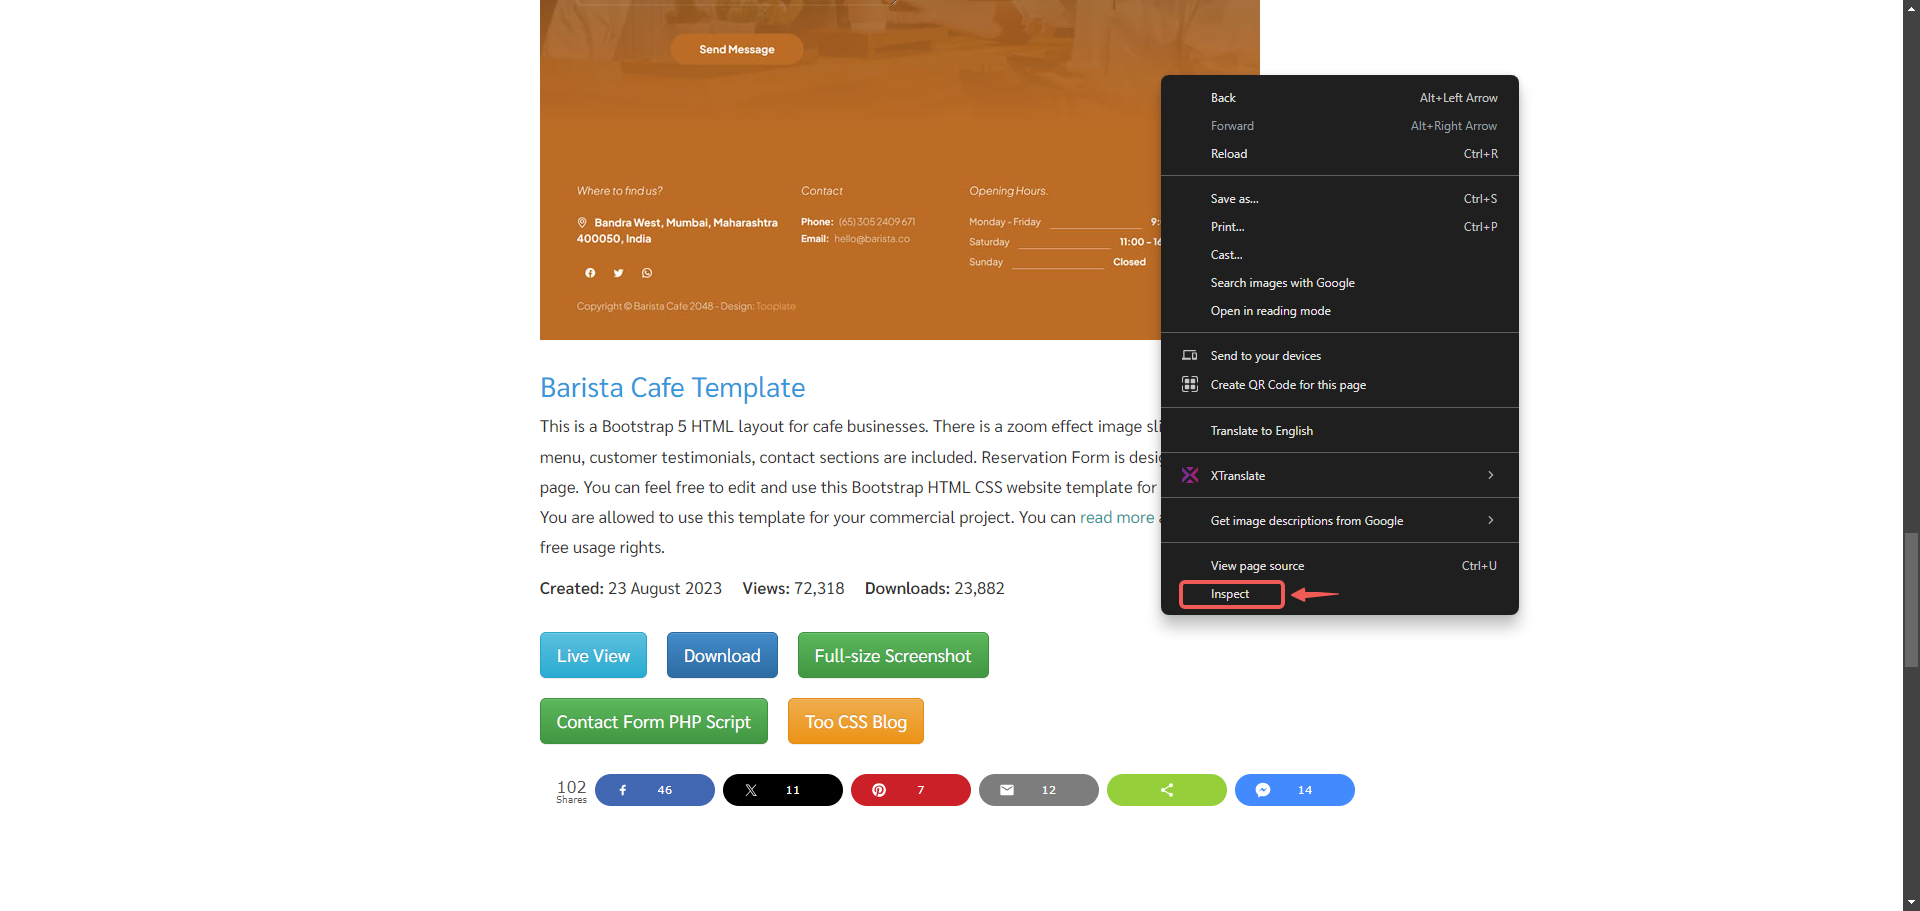 Send Message
Where to find us?
Bandra West, Mumbai, Maharashtra
400050, India
Contact
Phone: (65) 305 2409 671
Email: hello@barista.co
Opening Hours.
Monday - Friday 9:
Saturday 11:00 - 16
Sunday Closed
Copyright © Barista Cafe 2048 - Design: Tooplate
Barista Cafe Template
This is a Bootstrap 5 HTML layout for cafe businesses. There is a zoom effect image sli
menu, customer testimonials, contact sections are included. Reservation Form is desig
page. You can feel free to edit and use this Bootstrap HTML CSS website template for
You are allowed to use this template for your commercial project. You can read more a
free usage rights.
Created: 23 August 2023 Views: 72,318 Downloads: 23,882
Live View Download Full-size Screenshot
Contact Form PHP Script Too CSS Blog
102
Shares
46 11 7 12 14
Back Alt+Left Arrow
Forward Alt+Right Arrow
Reload Ctrl+R
Save as... Ctrl+S
Print... Ctrl+P
Cast...
Search images with Google
Open in reading mode
Send to your devices
Create QR Code for this page
Translate to English
XTranslate
Get image descriptions from Google
View page source Ctrl+U
Inspect